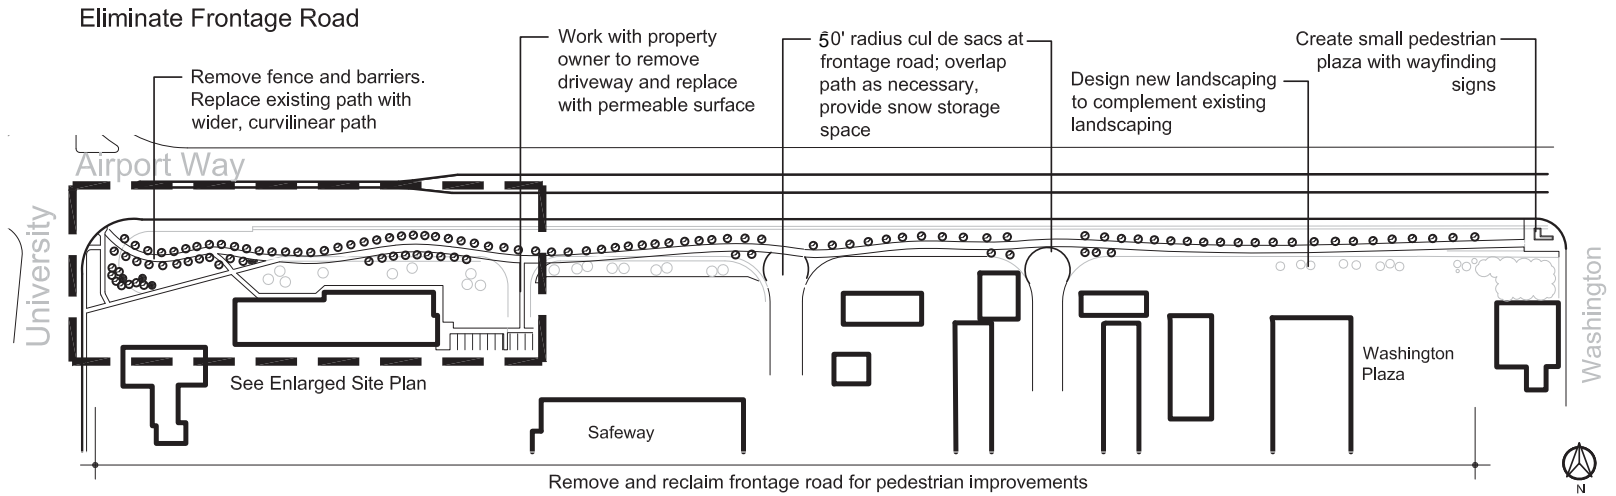 Eliminate Frontage Road
Remove fence and barriers.
Replace existing path with
wider, curvilinear path
Work with property
owner to remove
driveway and replace
with permeable surface
50' radius cul de sacs at
frontage road; overlap
path as necessary,
provide snow storage
space
Design new landscaping
to complement existing
landscaping
Create small pedestrian
plaza with wayfinding
signs
Airport Way
University
Washington
See Enlarged Site Plan
Safeway
Washington
Plaza
Remove and reclaim frontage road for pedestrian improvements
N